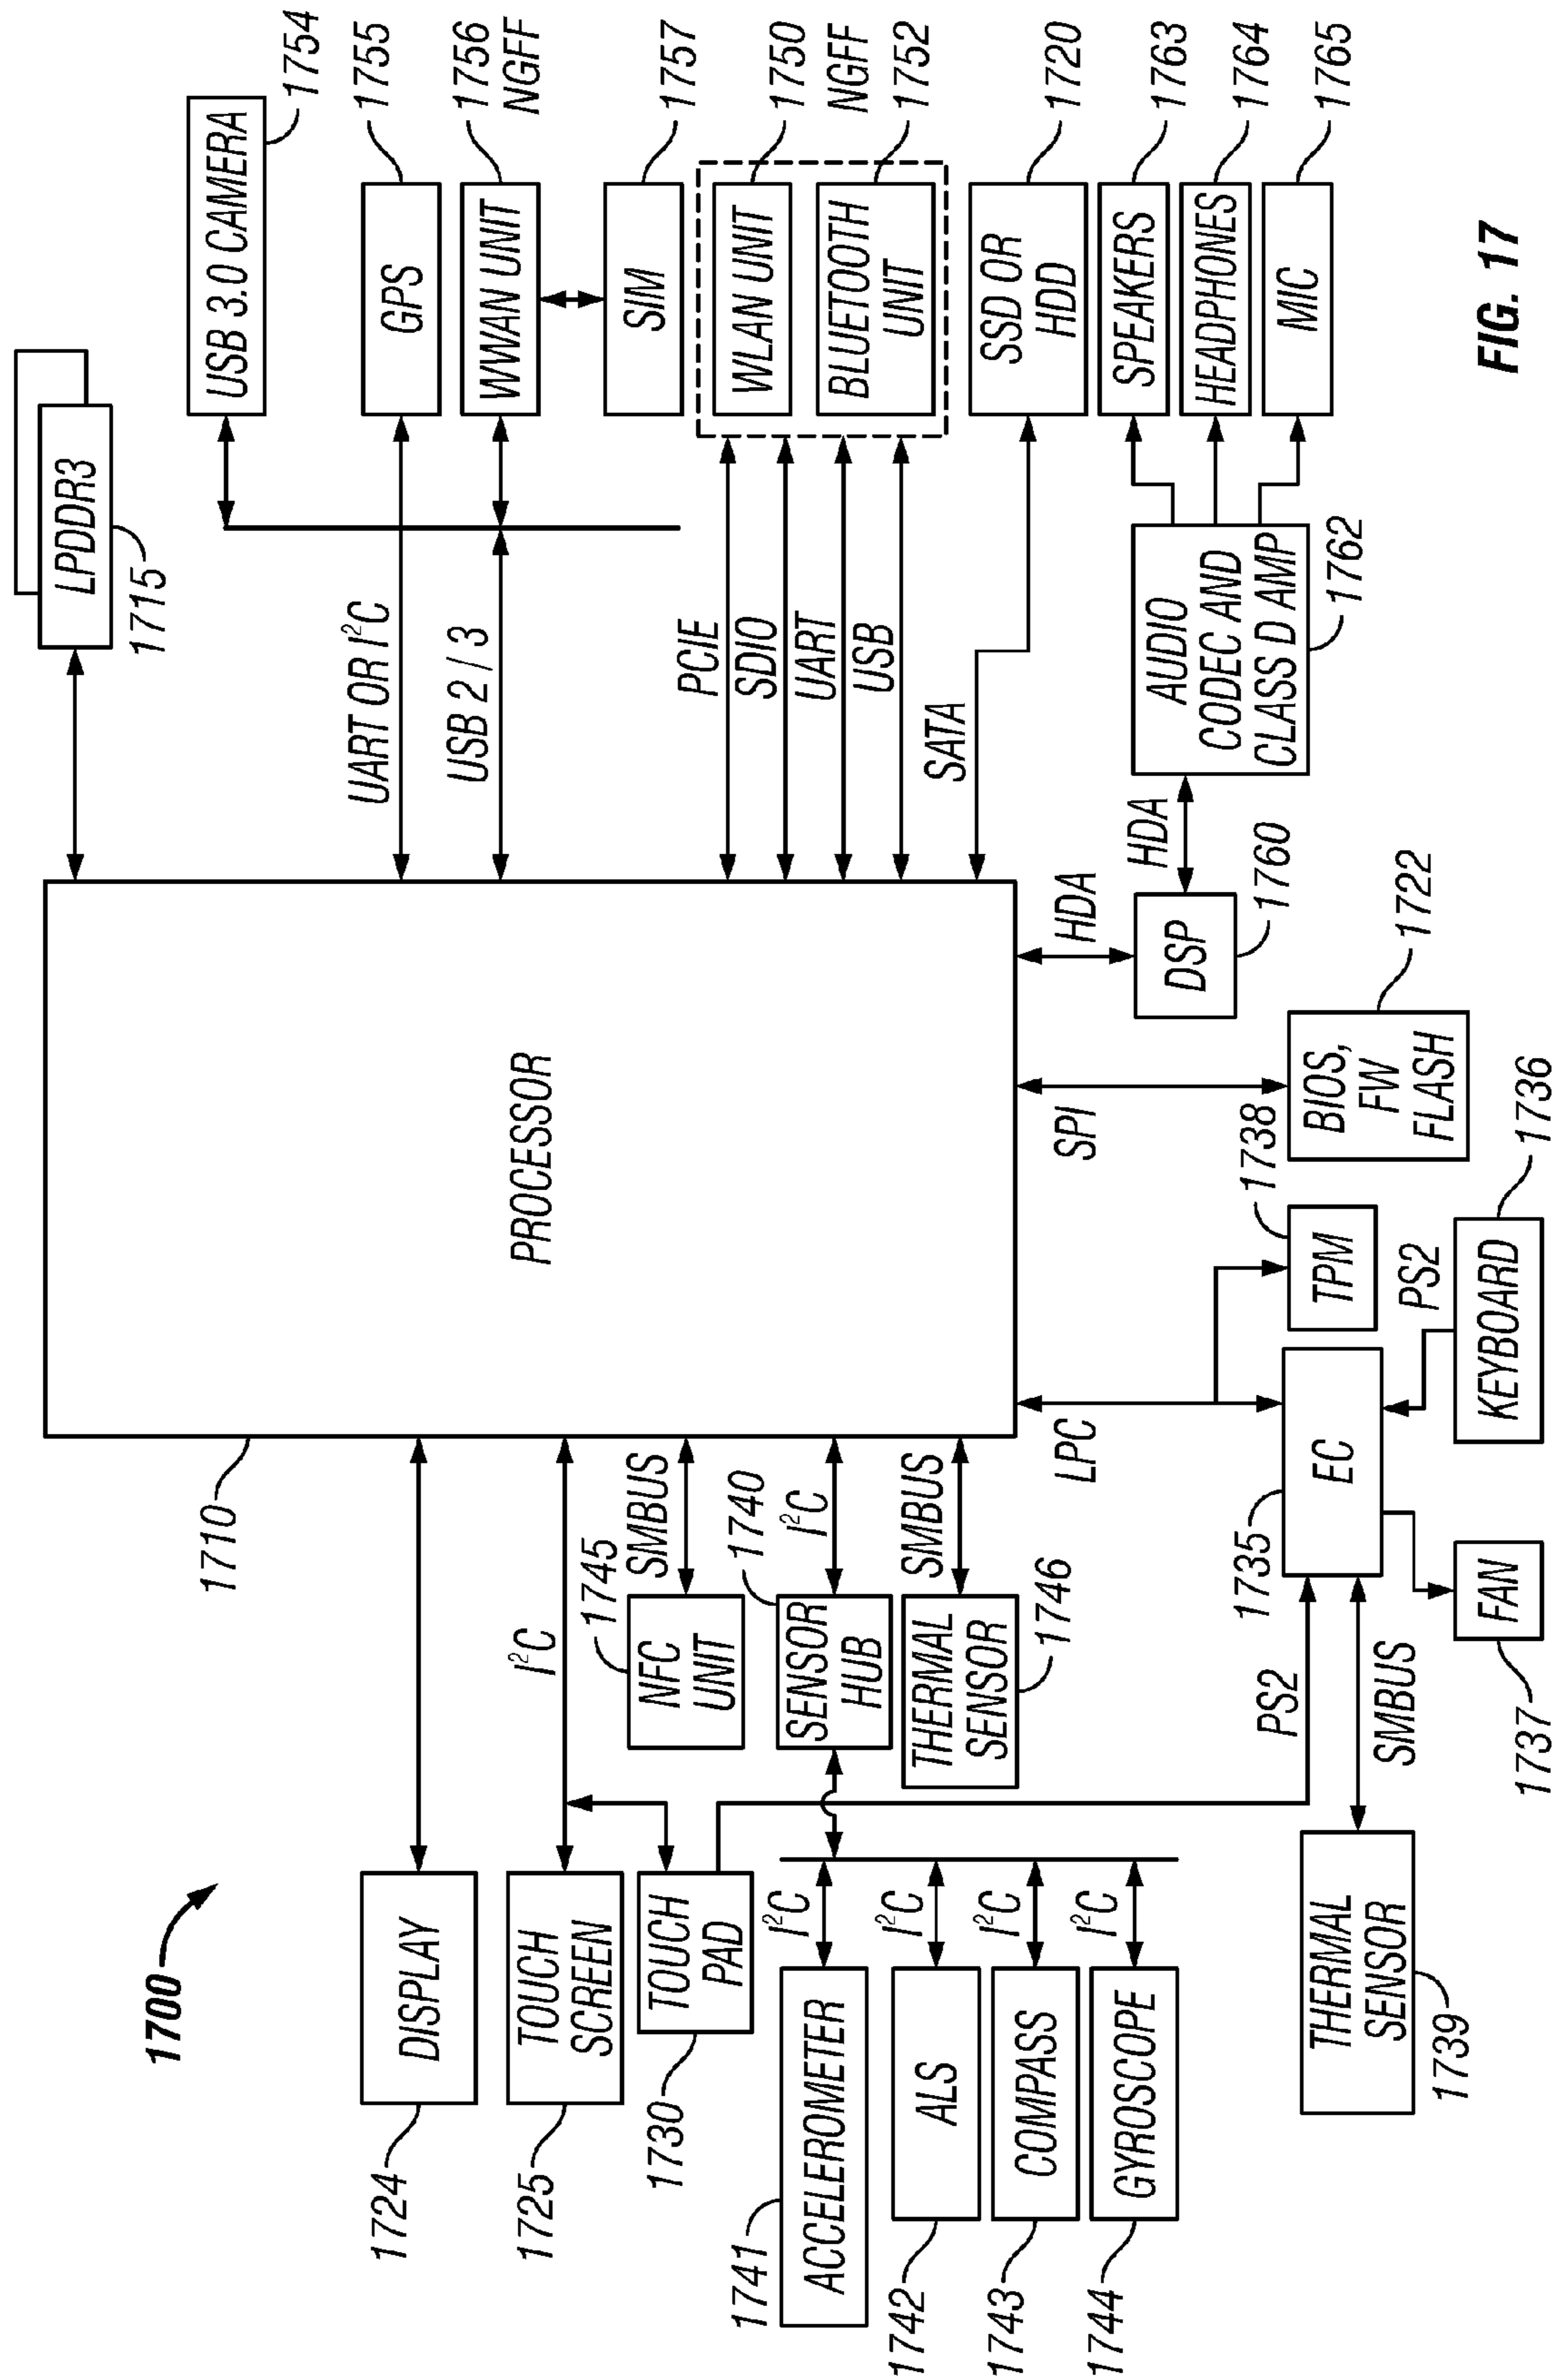 1700
LPDDR3
1715
1710
PROCESSOR
USB 3.0 CAMERA
1754
DISPLAY
1724
UART OR I²C
GPS
1755
USB 2 / 3
WWAN UNIT
1756
NGFF
I²C
TOUCH
SCREEN
1725
SIM
1757
TOUCH
PAD
1730
NFC
UNIT
1745
SMBUS
PCIE
SDIO
UART
USB
WLAN UNIT
1750
NGFF
BLUETOOTH
UNIT
1752
SENSOR
HUB
1740
I²C
ACCELEROMETER
1741
I²C
ALS
1742
I²C
COMPASS
1743
I²C
GYROSCOPE
1744
I²C
THERMAL
SENSOR
1746
SMBUS
SATA
SSD OR
HDD
1720
LPC
SPI
HDA
HDA
DSP
1760
AUDIO
CODEC AND
CLASS D AMP
1762
SPEAKERS
1763
HEADPHONES
1764
MIC
1765
PS2
1735
EC
TPM
1738
BIOS,
FW
FLASH
1722
THERMAL
SENSOR
1739
SMBUS
PS2
FAN
1737
KEYBOARD
1736
FIG. 17